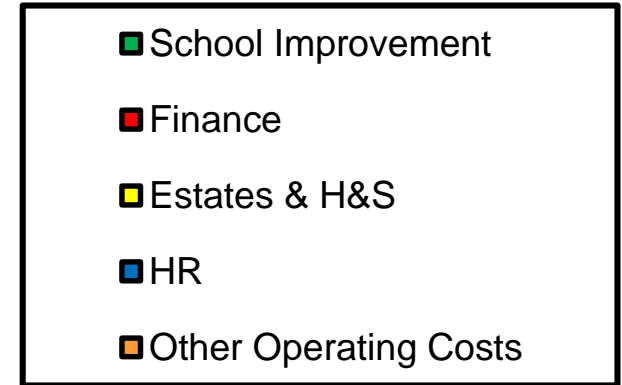 School Improvement
Finance
Estates & H&S
HR
Other Operating Costs